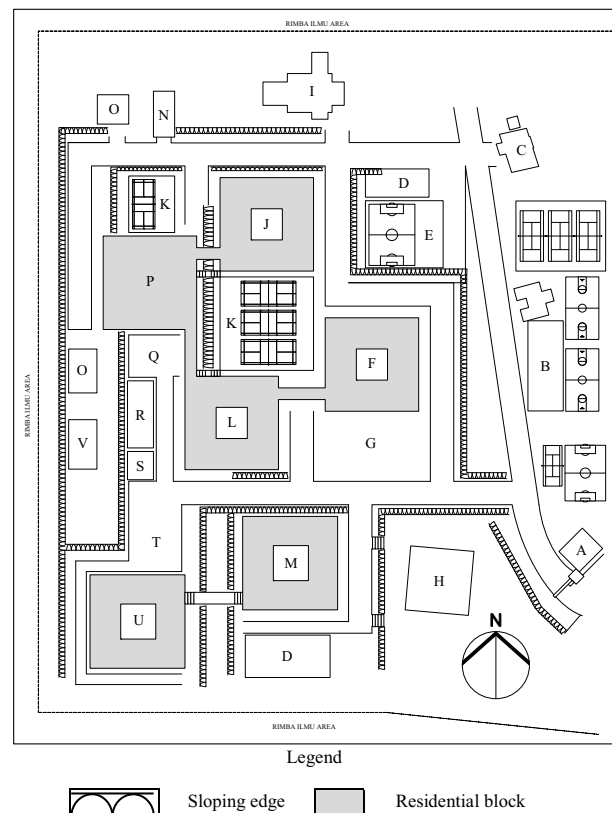 RIMBA ILMU AREA
I
O
N
C
D
K
J
E
P
K
Q
F
B
O
R
L
V
G
S
T
A
M
H
U
N
D
RIMBA ILMU AREA
RIMBA ILMU AREA
Legend
Sloping edge
Residential block